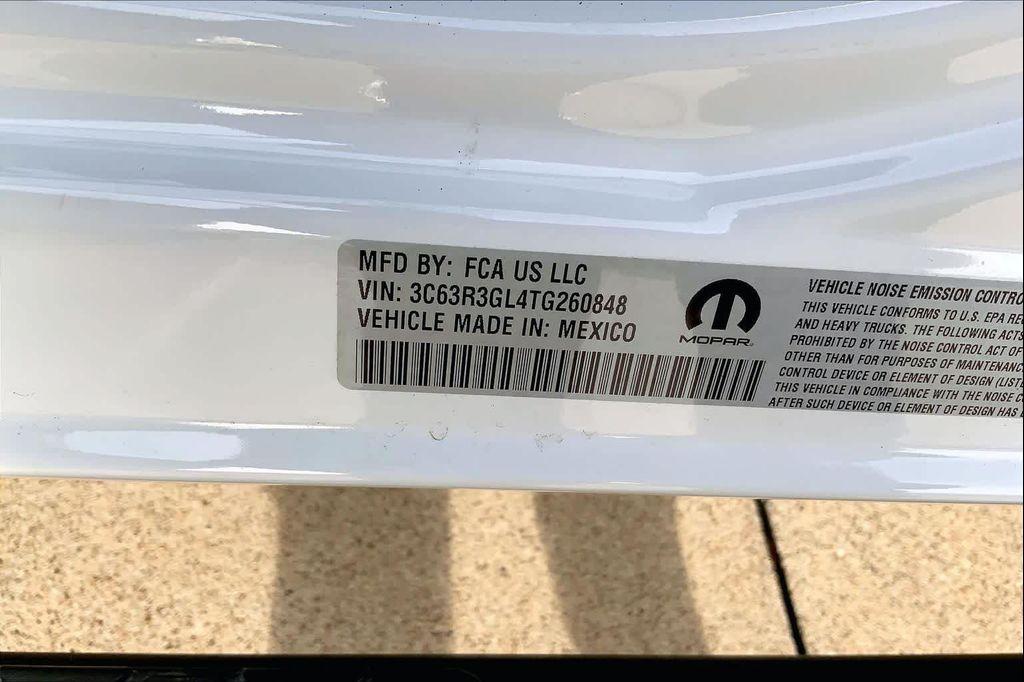 MFD BY: FCA US LLC
VIN: 3C63R3GL4TG260848
VEHICLE MADE IN: MEXICO
MOPAR®
VEHICLE NOISE EMISSION
THIS VEHICLE CONFORMS TO U.S. EPA
AND HEAVY TRUCKS. THE FOLLOWING ACTS
PROHIBITED BY THE NOISE CONTROL ACT OF
OTHER THAN FOR PURPOSES OF
CONTROL DEVICE OR ELEMENT OF DESIGN
THIS VEHICLE IN COMPLIANCE WITH THE NOISE
AFTER SUCH DEVICE OR ELEMENT OF DESIGN HAS